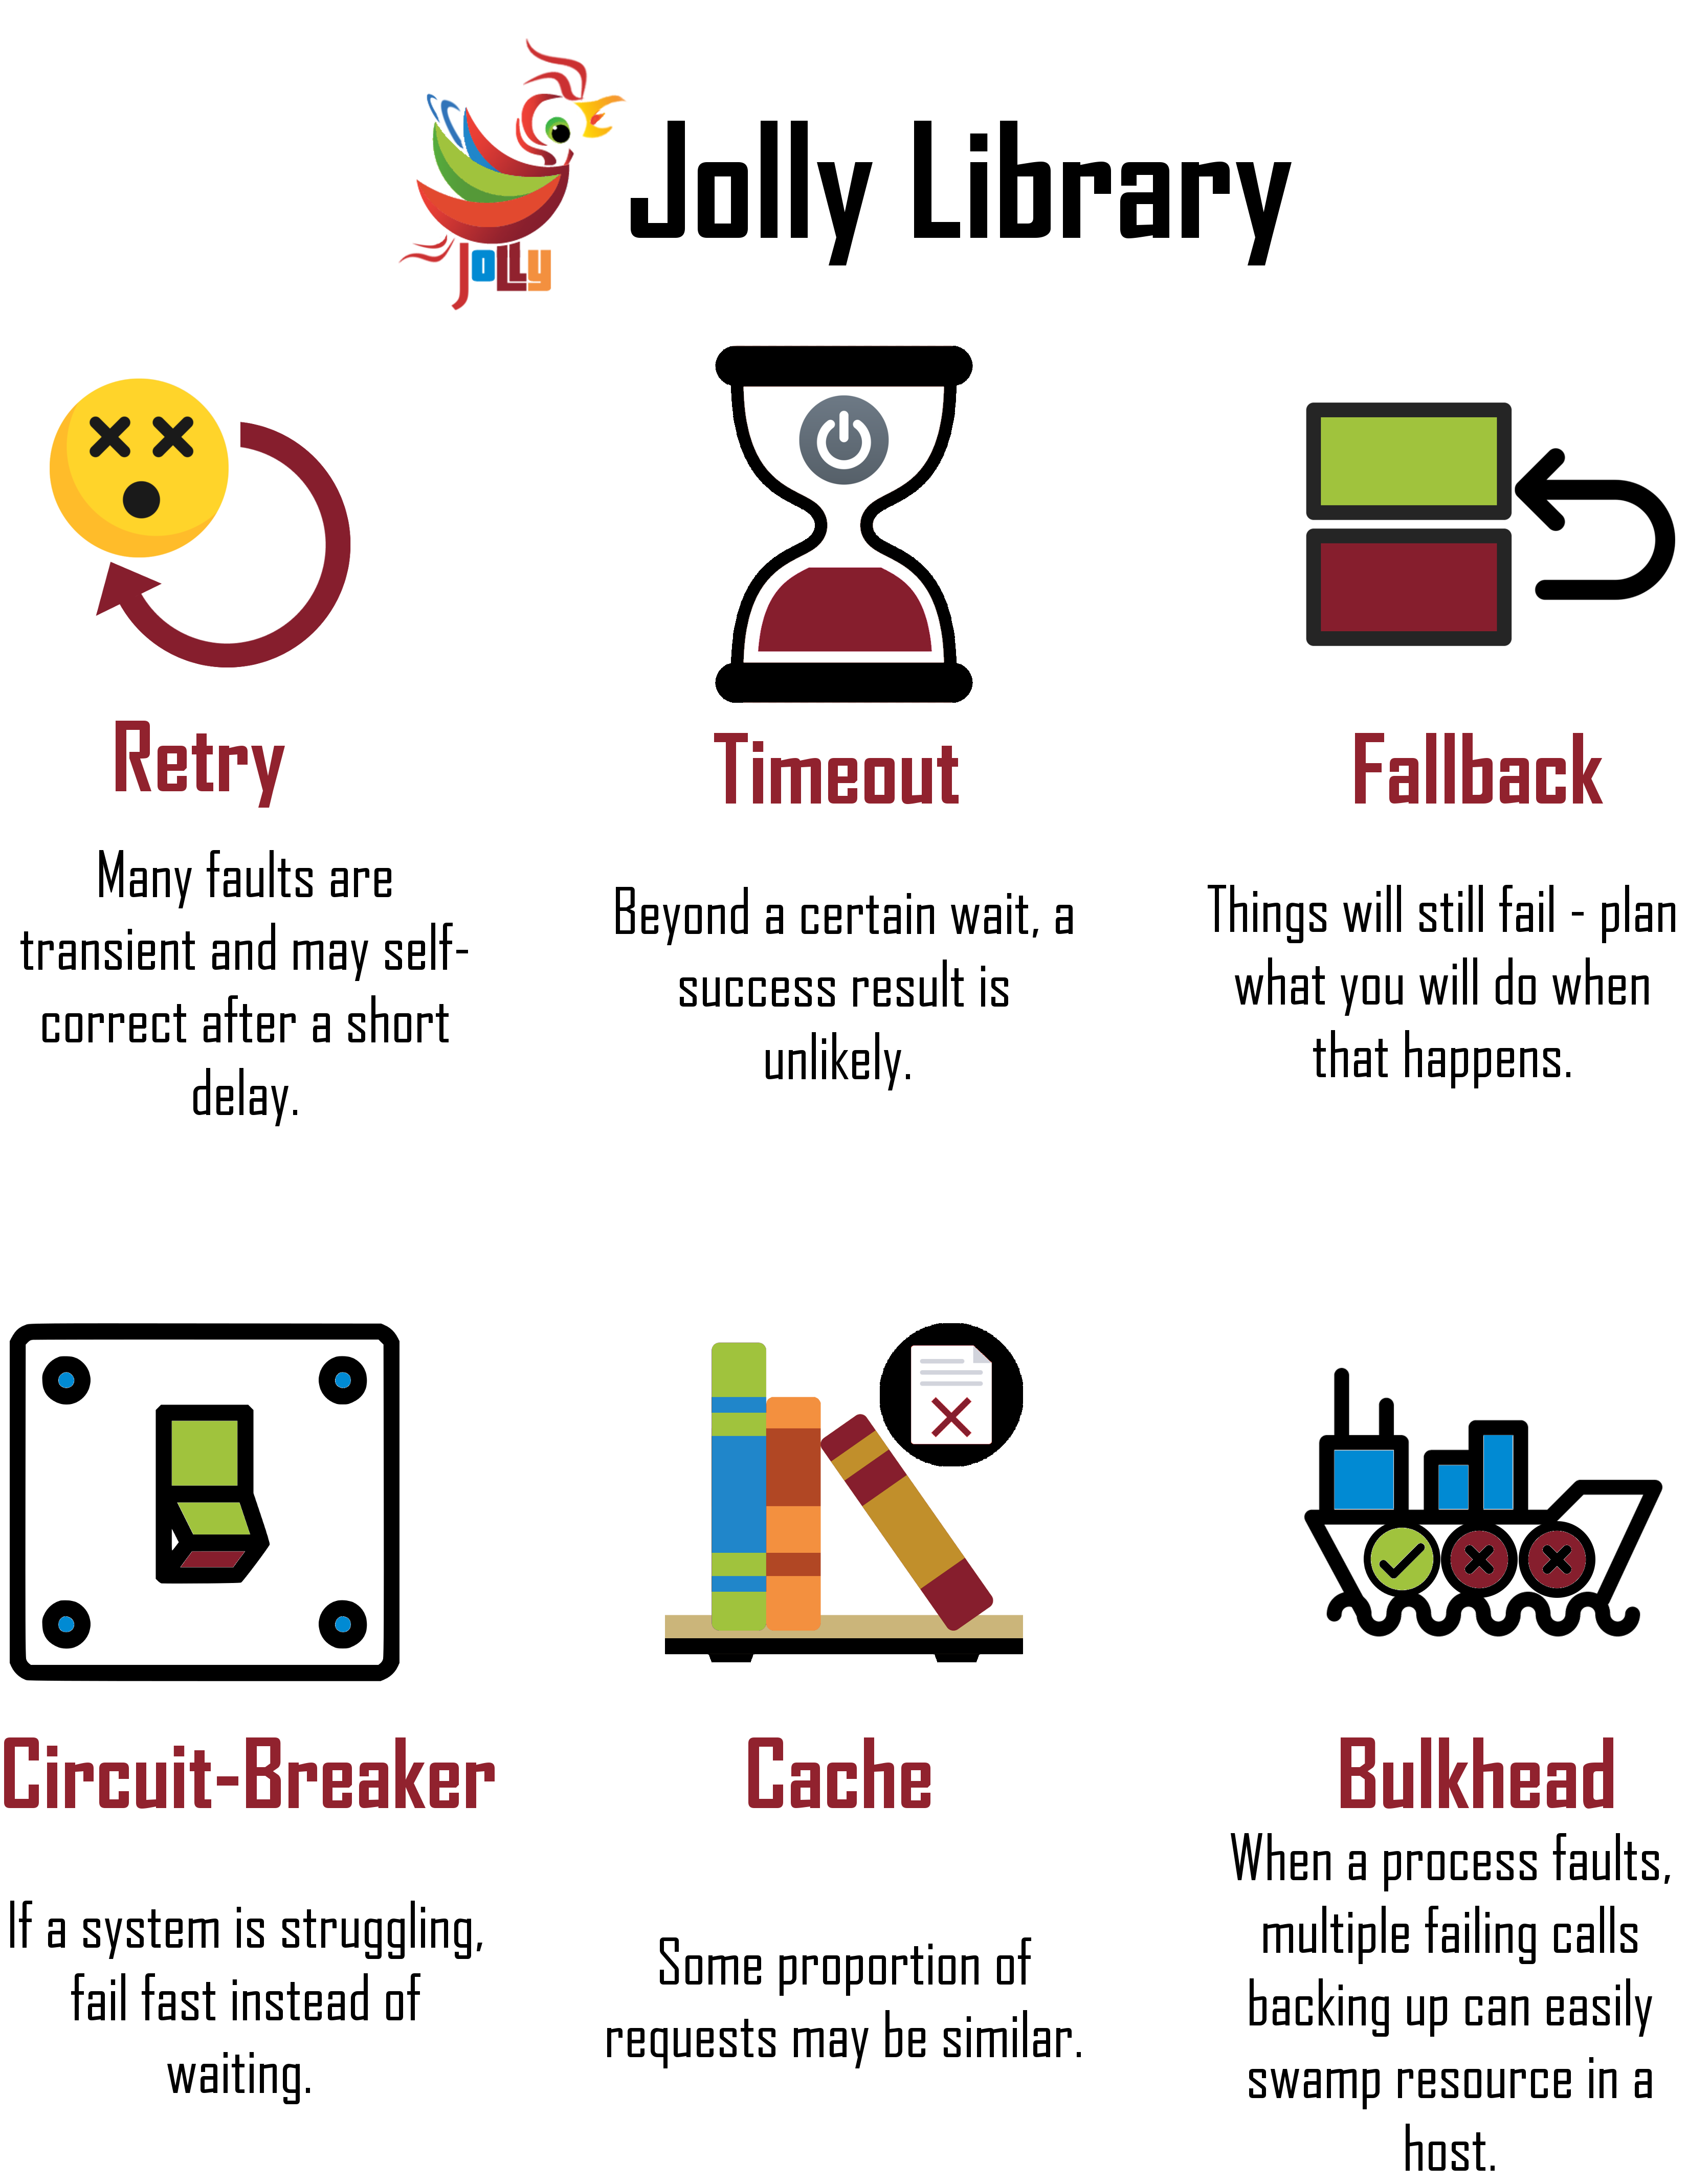 Jolly Library
JOLLY
Retry
Many faults are
transient and may self-
correct after a short
delay.
Timeout
Beyond a certain wait, a
success result is
unlikely.
Fallback
Things will still fail - plan
what you will do when
that happens.
Circuit-Breaker
If a system is struggling,
fail fast instead of
waiting.
Cache
Some proportion of
requests may be similar.
Bulkhead
When a process faults,
multiple failing calls
backing up can easily
swamp resource in a
host.